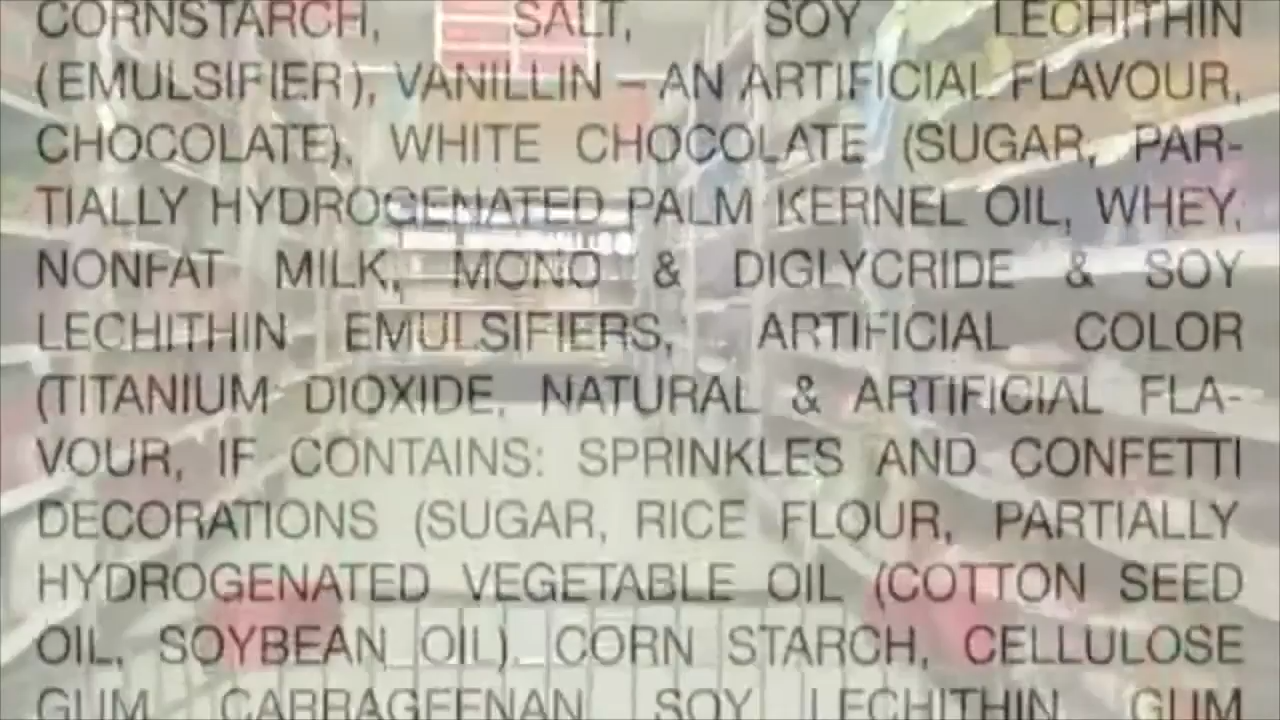 CORNSTARCH, SALT, SOY LECHITHIN
(EMULSIFIER), VANILLIN – AN ARTIFICIAL FLAVOUR,
CHOCOLATE), WHITE CHOCOLATE (SUGAR, PAR-
TIALLY HYDROGENATED PALM KERNEL OIL, WHEY,
NONFAT MILK, MONO & DIGLYCRIDE & SOY
LECHITHIN EMULSIFIERS, ARTIFICIAL COLOR
(TITANIUM DIOXIDE, NATURAL & ARTIFICIAL FLA-
VOUR, IF CONTAINS: SPRINKLES AND CONFETTI
DECORATIONS (SUGAR, RICE FLOUR, PARTIALLY
HYDROGENATED VEGETABLE OIL (COTTON SEED
OIL, SOYBEAN OIL), CORN STARCH, CELLULOSE
GUM, CARRAGEENAN, SOY LECHITHIN, GUM